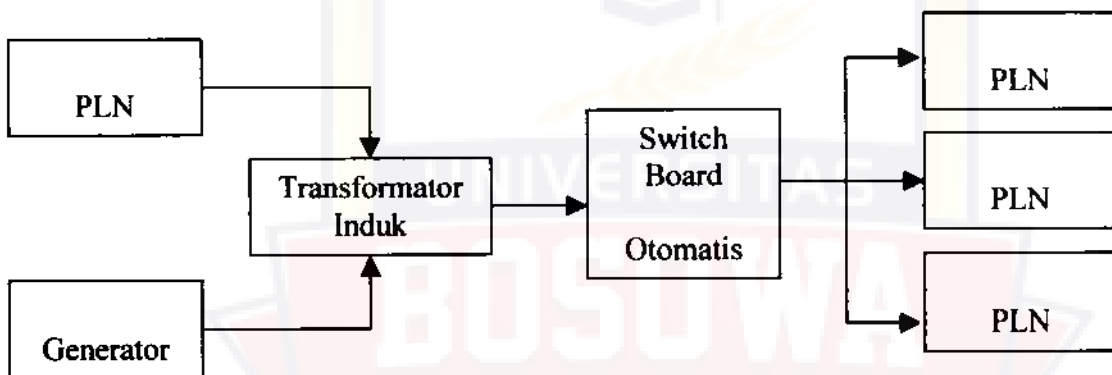 PLN
Generator
Transformator
Induk
Switch
Board
Otomatis
PLN
PLN
PLN
UNIVERSITAS
BOSOWA